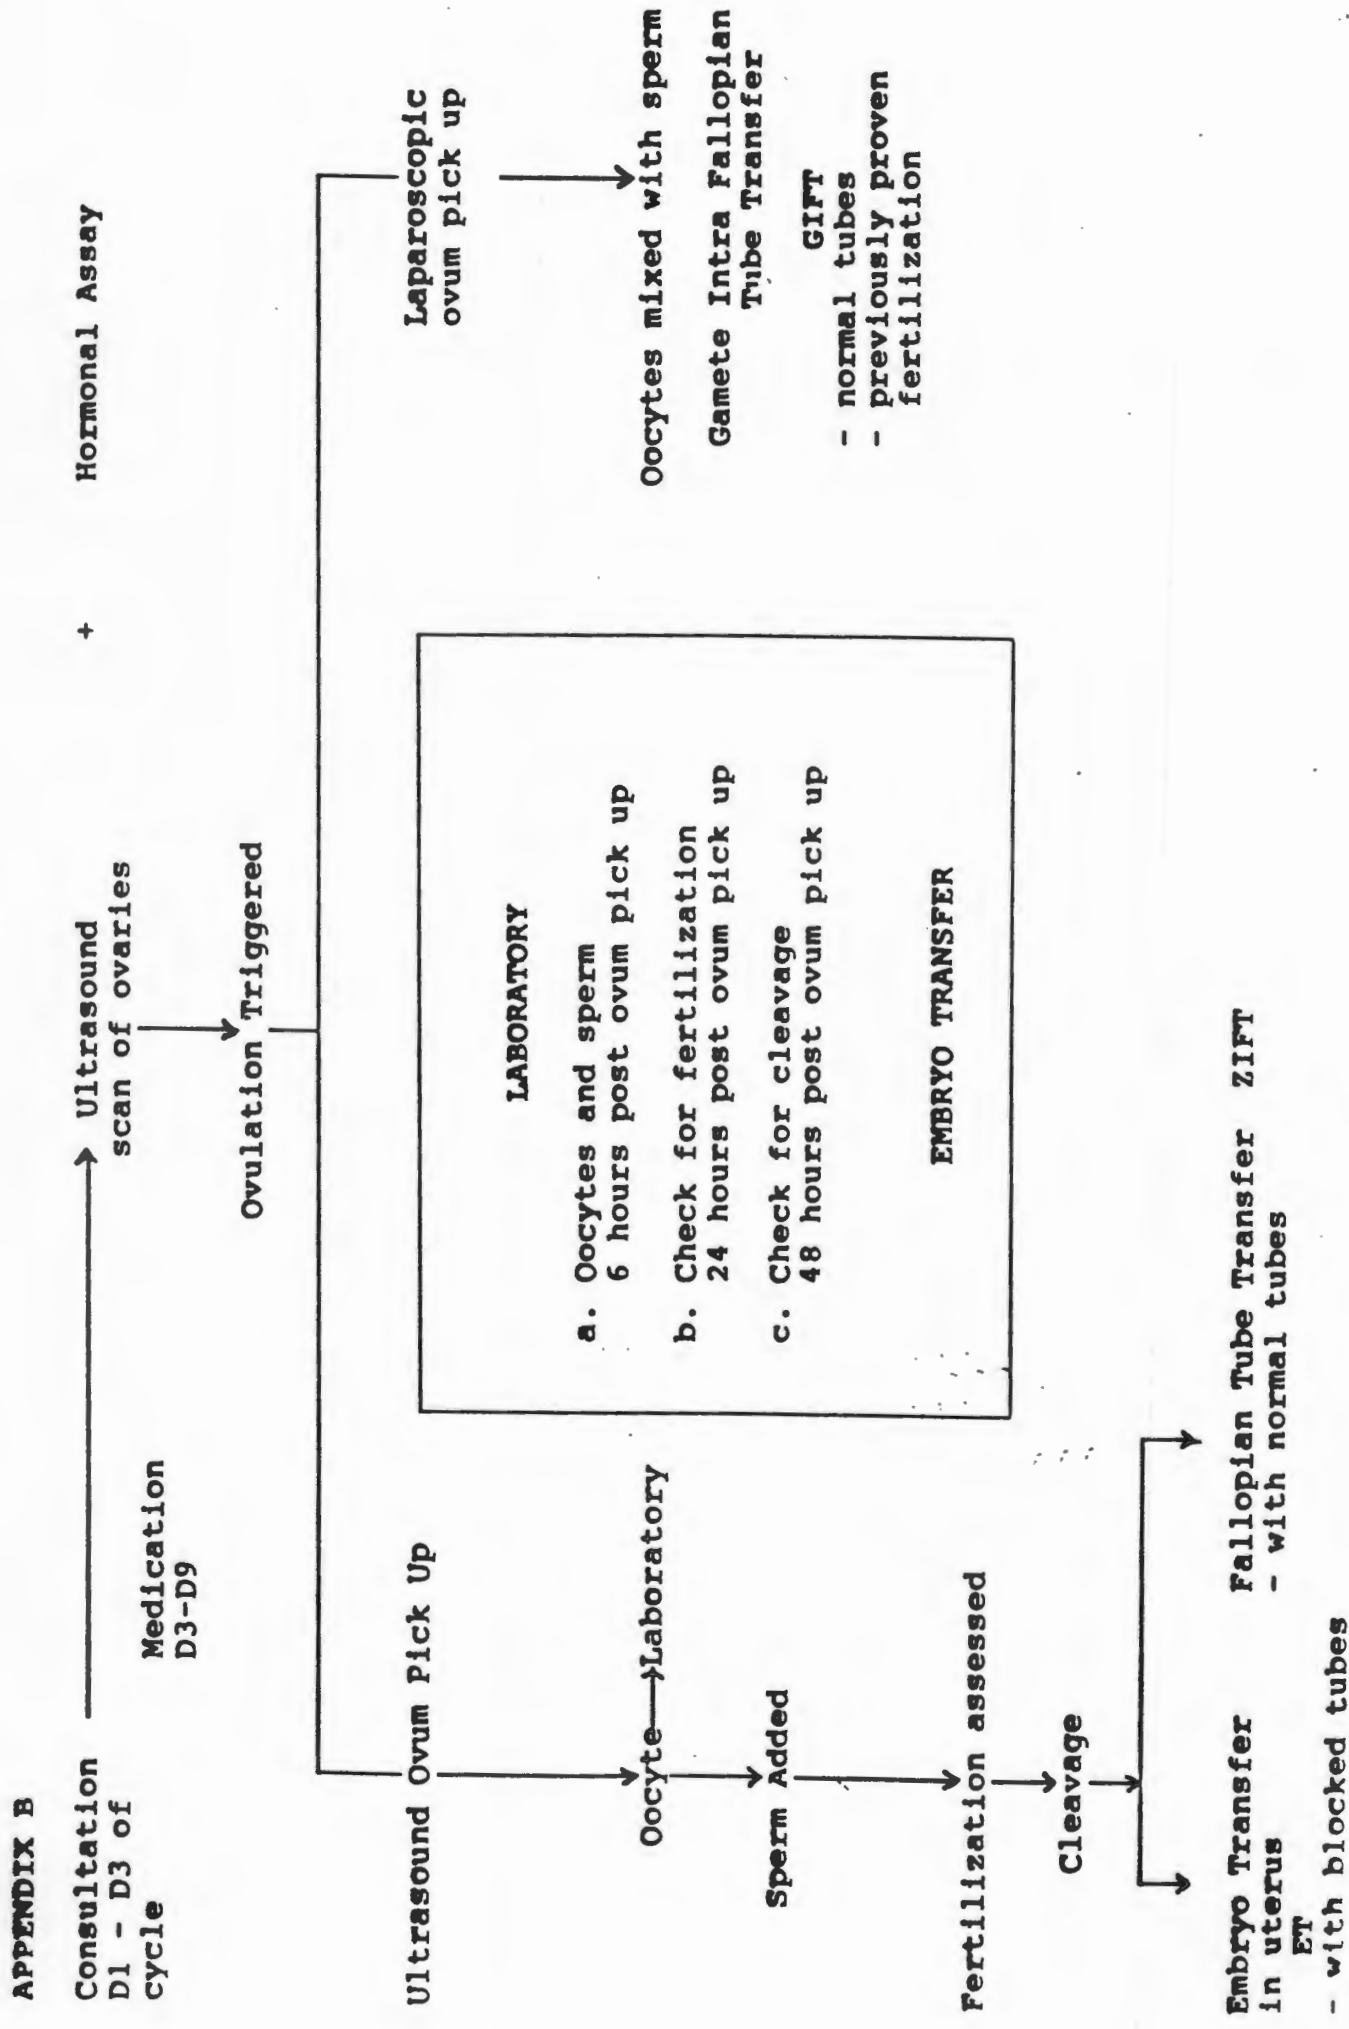 APPENDIX B
Consultation
D1 - D3 of
cycle
Medication
D3-D9
Ultrasound
scan of ovaries
+
Hormonal Assay
Ovulation Triggered
Ultrasound Ovum Pick Up
Oocyte
Laboratory
Sperm Added
Fertilization assessed
Cleavage
Embryo Transfer
in uterus
ET
- with blocked tubes
Fallopian Tube Transfer ZIFT
- with normal tubes
LABORATORY
a. Oocytes and sperm
6 hours post ovum pick up
b. Check for fertilization
24 hours post ovum pick up
c. Check for cleavage
48 hours post ovum pick up
EMBRYO TRANSFER
Laparoscopic
ovum pick up
Oocytes mixed with sperm
Gamete Intra Fallopian
Tube Transfer
GIFT
- normal tubes
- previously proven
fertilization